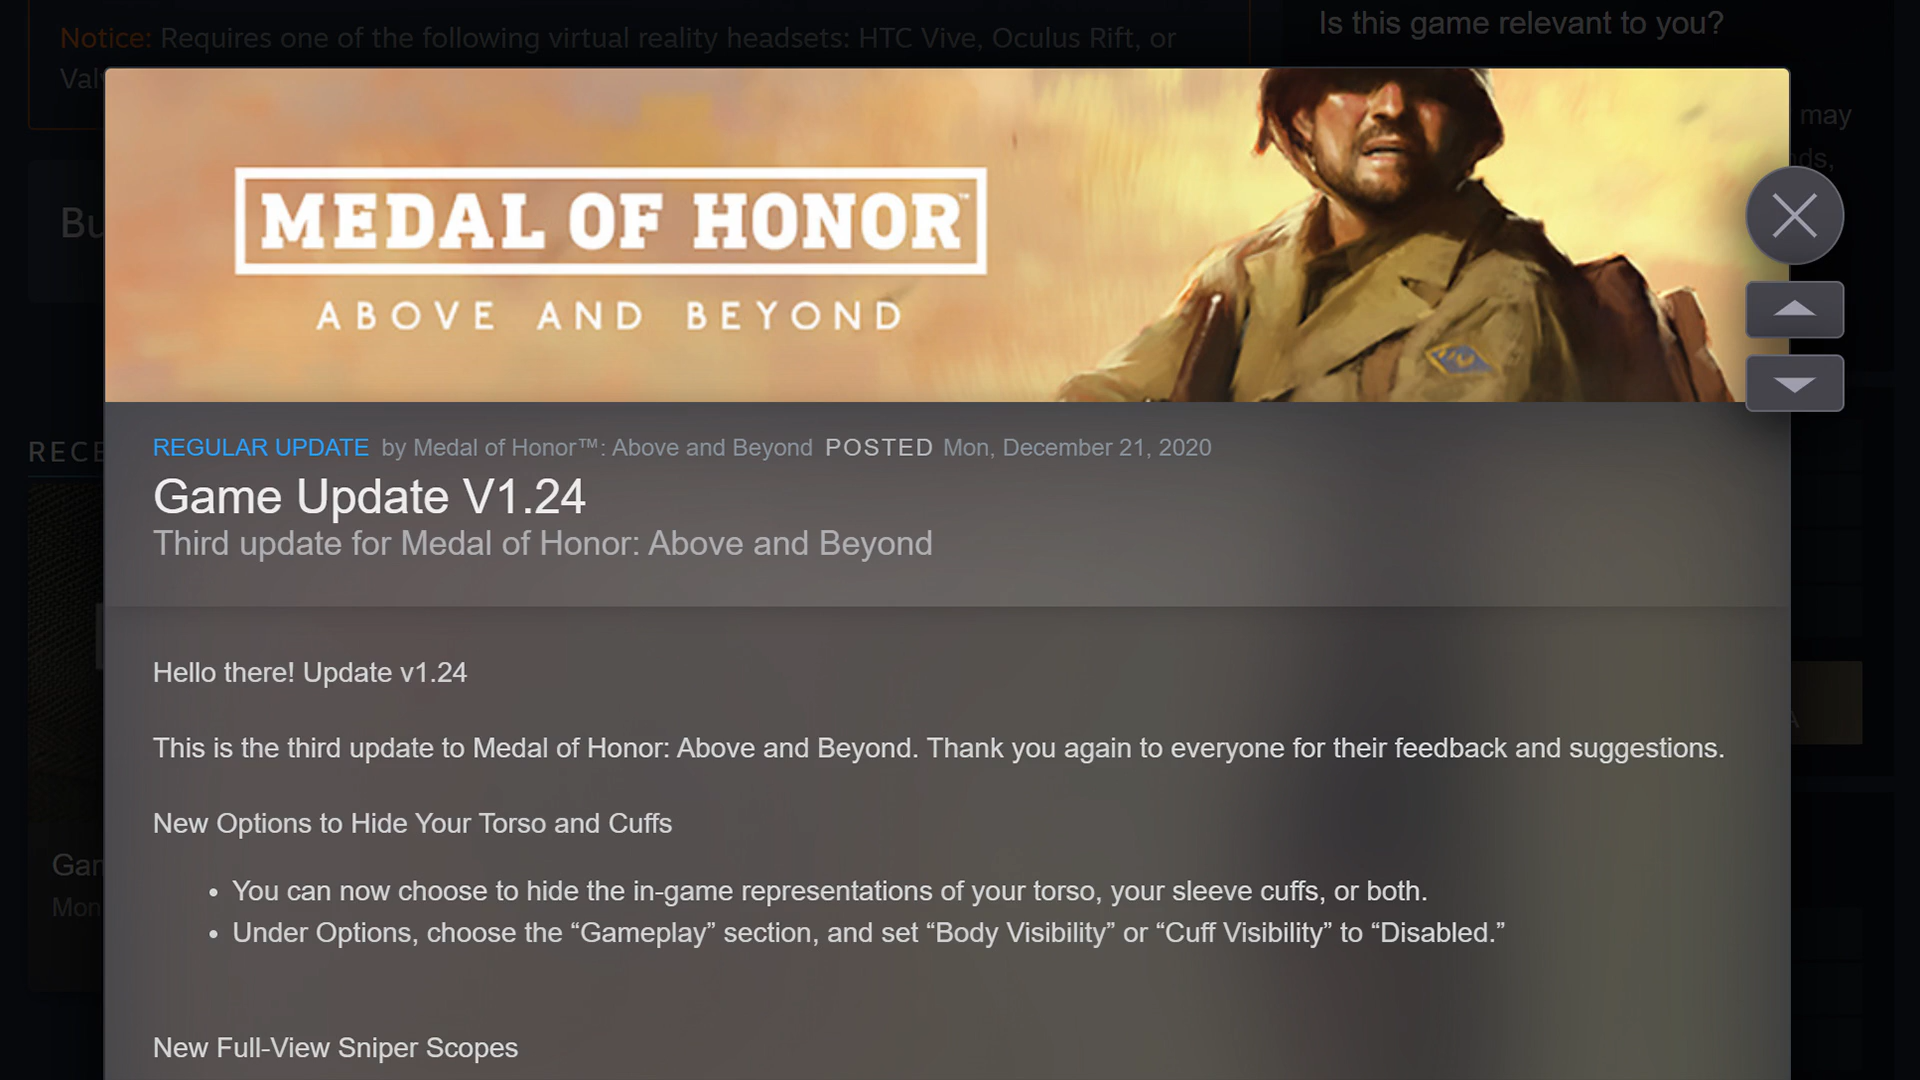 Notice: Requires one of the following virtual reality headsets: HTC Vive, Oculus Rift, or
Is this game relevant to you?
may
MEDAL OF HONOR™
ABOVE AND BEYOND
REGULAR UPDATE by Medal of Honor™: Above and Beyond POSTED Mon, December 21, 2020
Game Update V1.24
Third update for Medal of Honor: Above and Beyond
Hello there! Update v1.24
This is the third update to Medal of Honor: Above and Beyond. Thank you again to everyone for their feedback and suggestions.
New Options to Hide Your Torso and Cuffs
• You can now choose to hide the in-game representations of your torso, your sleeve cuffs, or both.
• Under Options, choose the “Gameplay” section, and set “Body Visibility” or “Cuff Visibility” to “Disabled.”
Mon
New Full-View Sniper Scopes